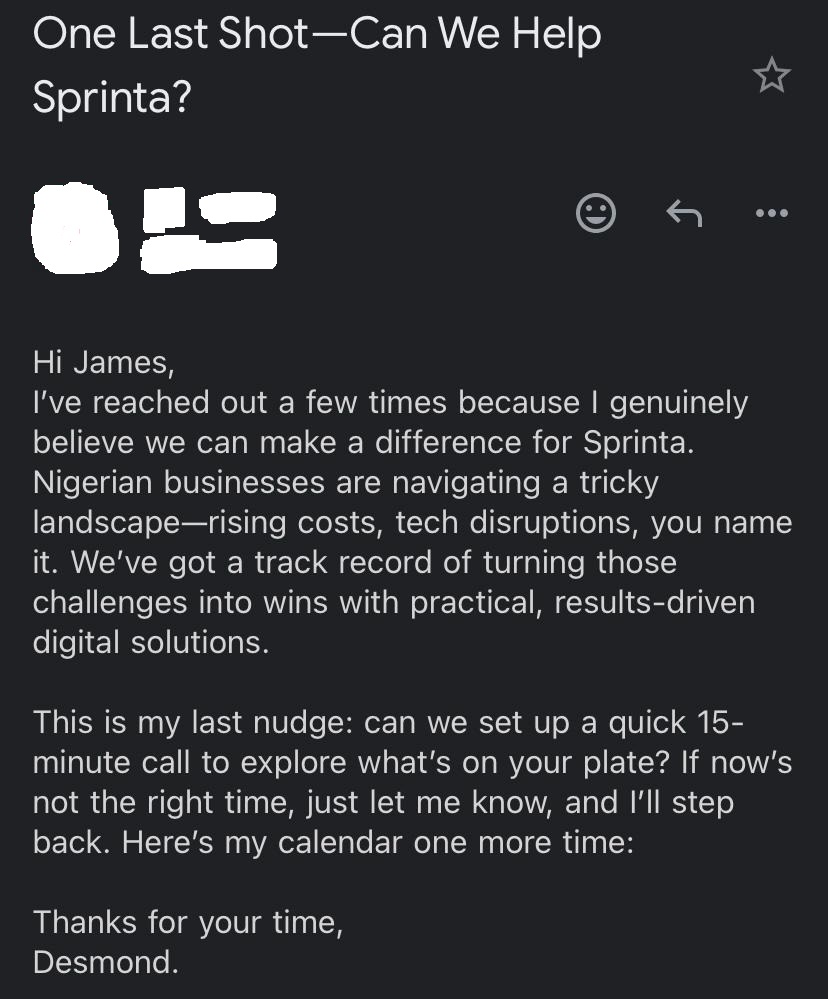 One Last Shot—Can We Help
Sprinta?
Hi James,
I’ve reached out a few times because I genuinely
believe we can make a difference for Sprinta.
Nigerian businesses are navigating a tricky
landscape—rising costs, tech disruptions, you name
it. We’ve got a track record of turning those
challenges into wins with practical, results-driven
digital solutions.
This is my last nudge: can we set up a quick 15-
minute call to explore what’s on your plate? If now’s
not the right time, just let me know, and I’ll step
back. Here’s my calendar one more time:
Thanks for your time,
Desmond.